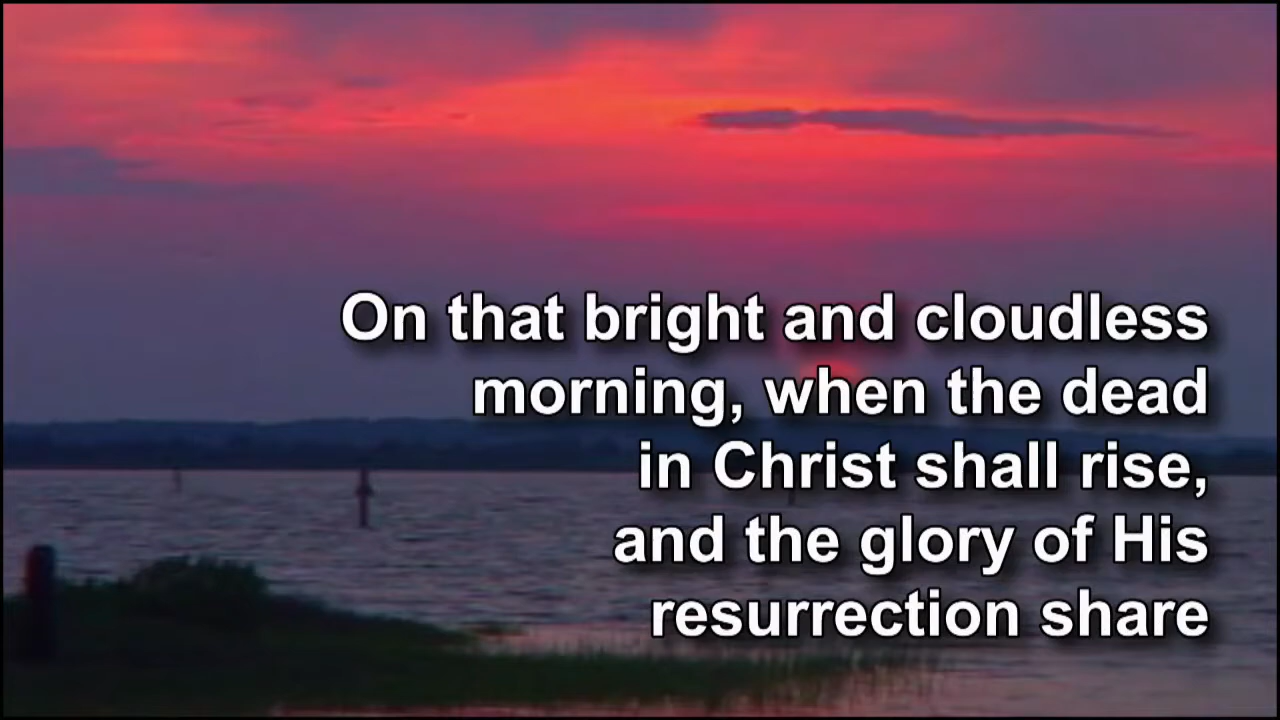 On that bright and cloudless
morning, when the dead
in Christ shall rise,
and the glory of His
resurrection share